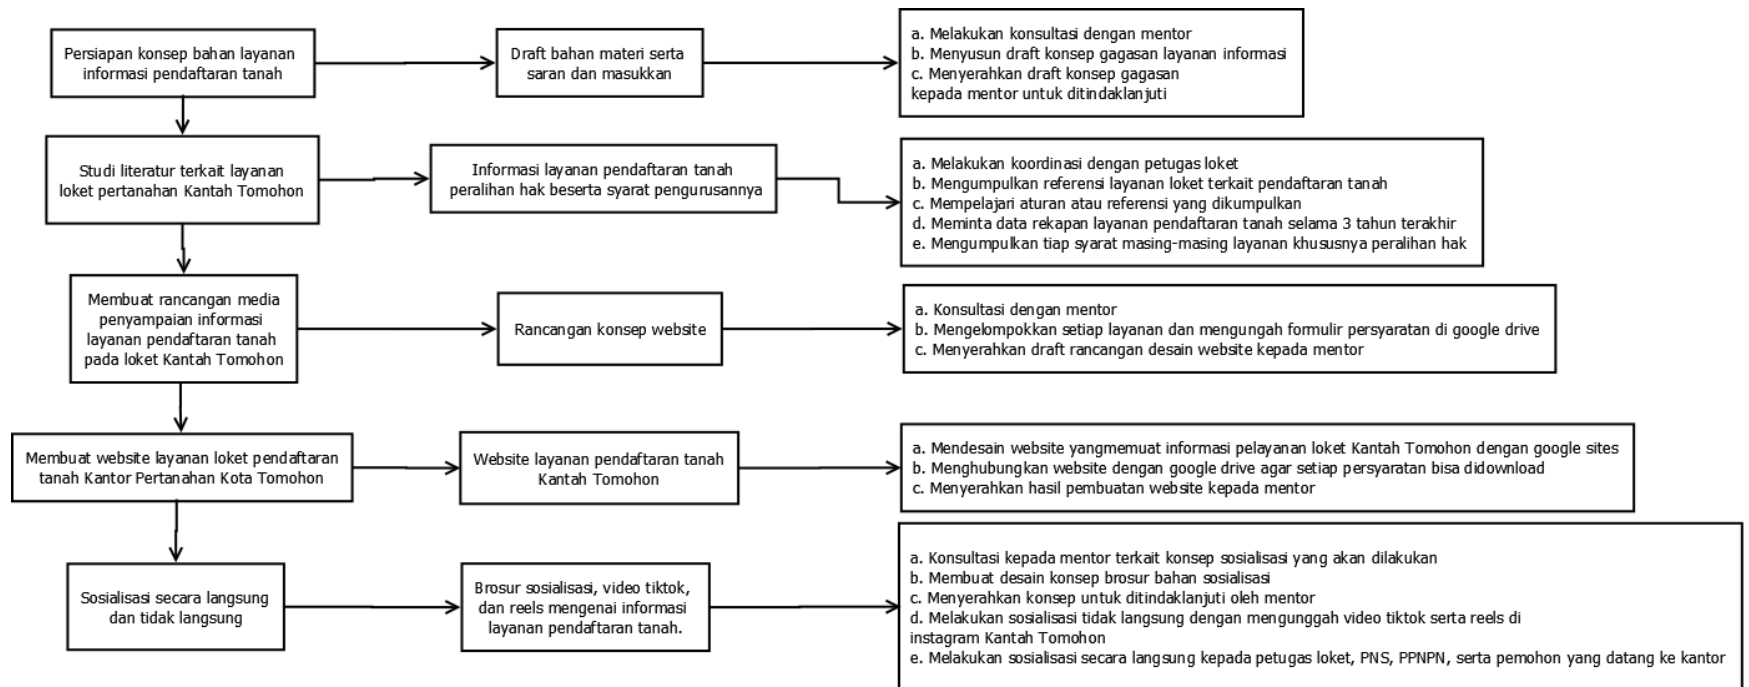 Persiapan konsep bahan layanan
informasi pendaftaran tanah
Draft bahan materi serta
saran dan masukkan
a. Melakukan konsultasi dengan mentor
b. Menyusun draft konsep gagasan layanan informasi
c. Menyerahkan draft konsep gagasan
kepada mentor untuk ditindaklanjuti
Studi literatur terkait layanan
loket pertanahan Kantah Tomohon
Informasi layanan pendaftaran tanah
peralihan hak beserta syarat pengurusannya
a. Melakukan koordinasi dengan petugas loket
b. Mengumpulkan referensi layanan loket terkait pendaftaran tanah
c. Mempelajari aturan atau referensi yang dikumpulkan
d. Meminta data rekapan layanan pendaftaran tanah selama 3 tahun terakhir
e. Mengumpulkan tiap syarat masing-masing layanan khususnya peralihan hak
Membuat rancangan media
penyampaian informasi
layanan pendaftaran tanah
pada loket Kantah Tomohon
Rancangan konsep website
a. Konsultasi dengan mentor
b. Mengelompokkan setiap layanan dan mengungah formulir persyaratan di google drive
c. Menyerahkan draft rancangan desain website kepada mentor
Membuat website layanan loket pendaftaran
tanah Kantor Pertanahan Kota Tomohon
Website layanan pendaftaran tanah
Kantah Tomohon
a. Mendesain website yangmemuat informasi pelayanan loket Kantah Tomohon dengan google sites
b. Menghubungkan website dengan google drive agar setiap persyaratan bisa didownload
c. Menyerahkan hasil pembuatan website kepada mentor
Sosialisasi secara langsung
dan tidak langsung
Brosur sosialisasi, video tiktok,
dan reels mengenai informasi
layanan pendaftaran tanah.
a. Konsultasi kepada mentor terkait konsep sosialisasi yang akan dilakukan
b. Membuat desain konsep brosur bahan sosialisasi
c. Menyerahkan konsep untuk ditindaklanjuti oleh mentor
d. Melakukan sosialisasi tidak langsung dengan mengunggah video tiktok serta reels di
instagram Kantah Tomohon
e. Melakukan sosialisasi secara langsung kepada petugas loket, PNS, PPNPN, serta pemohon yang datang ke kantor